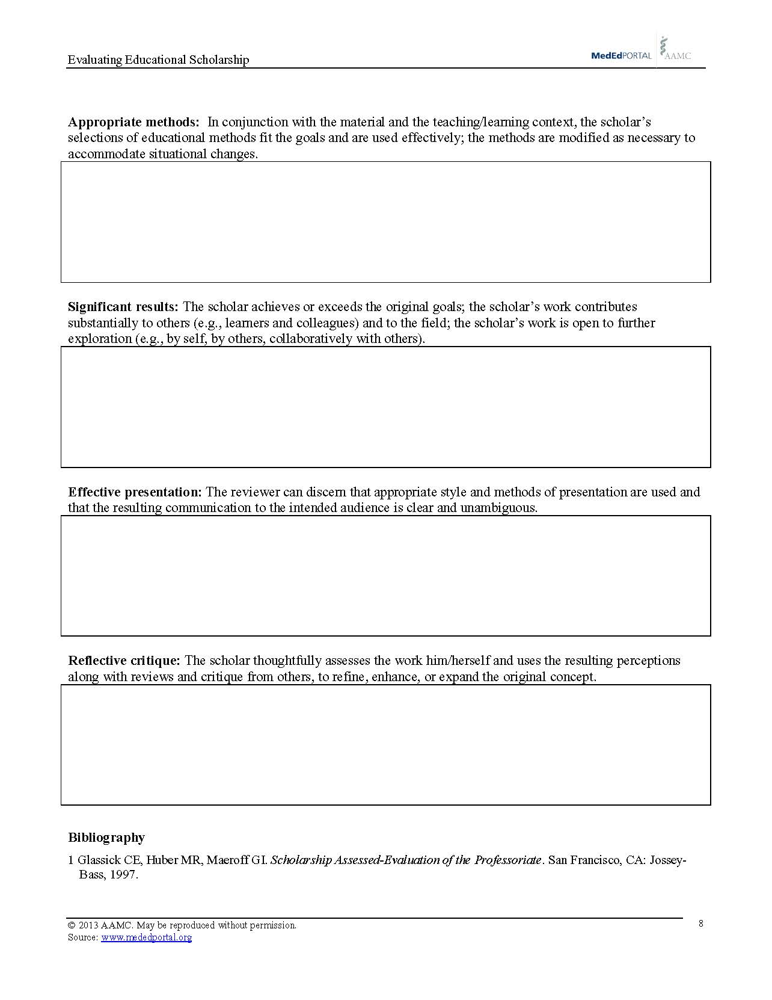 Evaluating Educational Scholarship
MedEdPORTAL AAMC
Appropriate methods: In conjunction with the material and the teaching/learning context, the scholar’s
selections of educational methods fit the goals and are used effectively; the methods are modified as necessary to
accommodate situational changes.
Significant results: The scholar achieves or exceeds the original goals; the scholar’s work contributes
substantially to others (e.g., learners and colleagues) and to the field; the scholar’s work is open to further
exploration (e.g., by self, by others, collaboratively with others).
Effective presentation: The reviewer can discern that appropriate style and methods of presentation are used and
that the resulting communication to the intended audience is clear and unambiguous.
Reflective critique: The scholar thoughtfully assesses the work him/herself and uses the resulting perceptions
along with reviews and critique from others, to refine, enhance, or expand the original concept.
Bibliography
1 Glassick CE, Huber MR, Maeroff GI. Scholarship Assessed-Evaluation of the Professoriate. San Francisco, CA: Jossey-
Bass, 1997.
© 2013 AAMC. May be reproduced without permission.
8
Source: www.mededportal.org